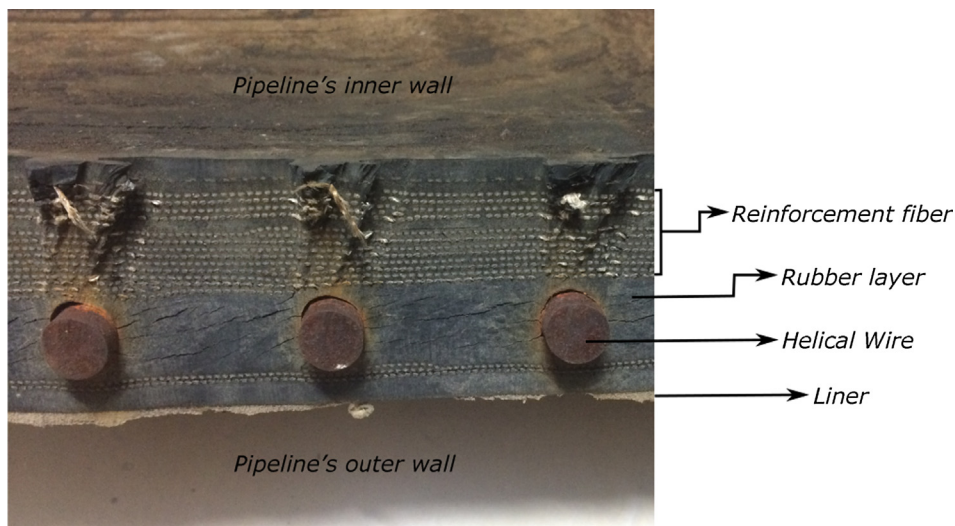 Pipeline's inner wall
Reinforcement fiber
Rubber layer
Helical Wire
Liner
Pipeline's outer wall